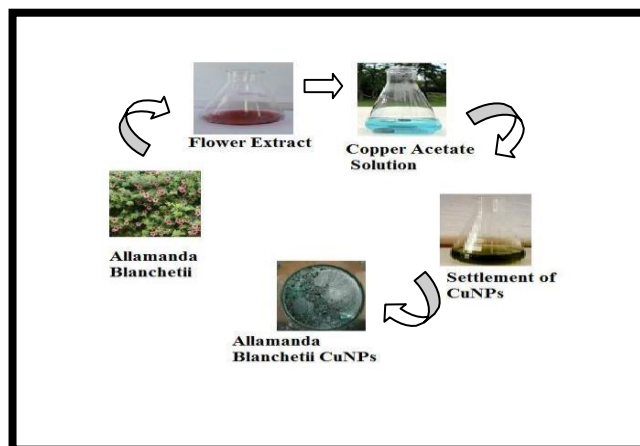 Flower Extract
Copper Acetate
Solution
Allamanda
Blanchetii
Settlement of
CuNPs
Allamanda
Blanchetii CuNPs